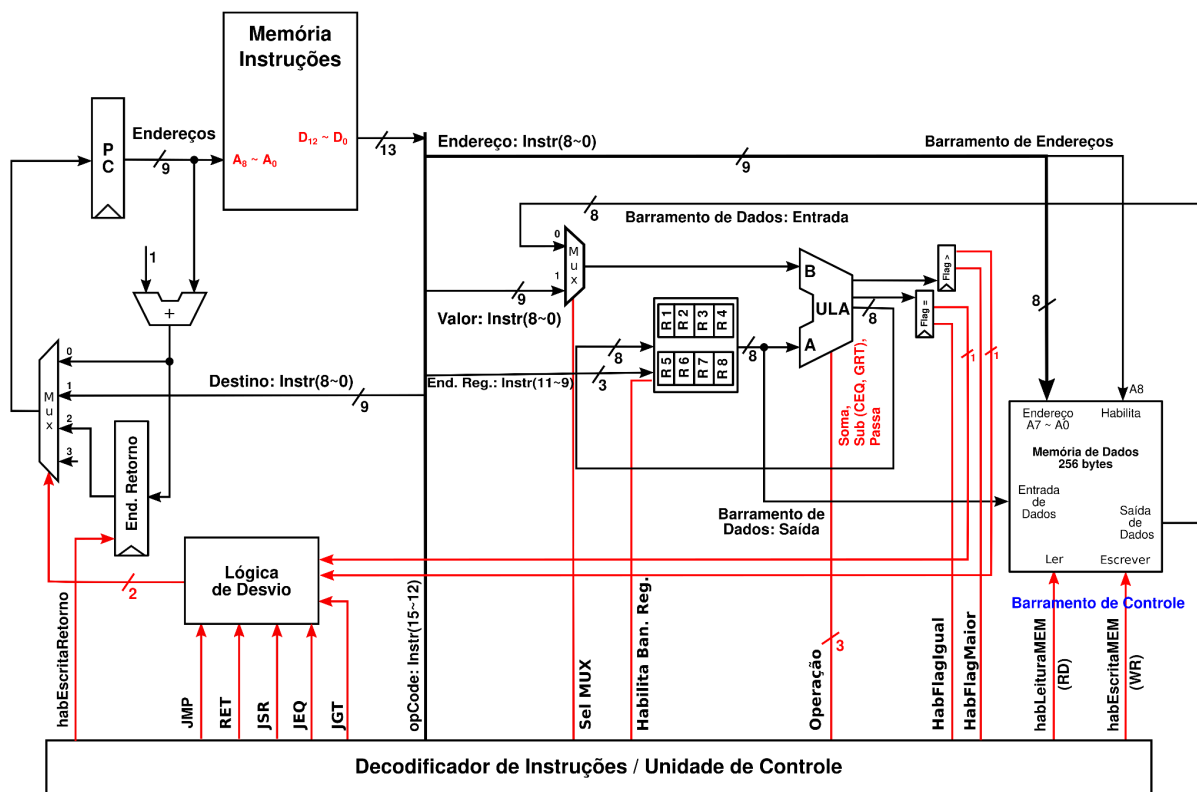 Memória
Instruções
P
C
Endereços
9
A8 ~ A0
D12 ~ D0
13
Endereço: Instr(8~0)
9
Barramento de Endereços
8
Barramento de Dados: Entrada
0
1
Mux
9
Valor: Instr(8~0)
1
+
R1
R2
R3
R4
R5
R6
R7
R8
8
3
8
B
A
ULA
8
Flag >
Flag =
1
1
8
0
1
2
3
Mux
Destino: Instr(8~0)
9
End. Reg.: Instr(11~9)
End. Retorno
Soma,
Sub (CEQ, GRT),
Passa
A8
Endereço
A7 ~ A0
Habilita
Memória de Dados
256 bytes
Entrada
de
Dados
Saída
de
Dados
Ler
Escrever
Barramento de
Dados: Saída
Barramento de Controle
Lógica
de Desvio
2
habEscritaRetorno
JMP
RET
JSR
JEQ
JGT
opCode: Instr(15~12)
Sel MUX
Habilita Ban. Reg.
Operação
3
HabFlagIgual
HabFlagMaior
habLeituraMEM
(RD)
habEscritaMEM
(WR)
Decodificador de Instruções / Unidade de Controle